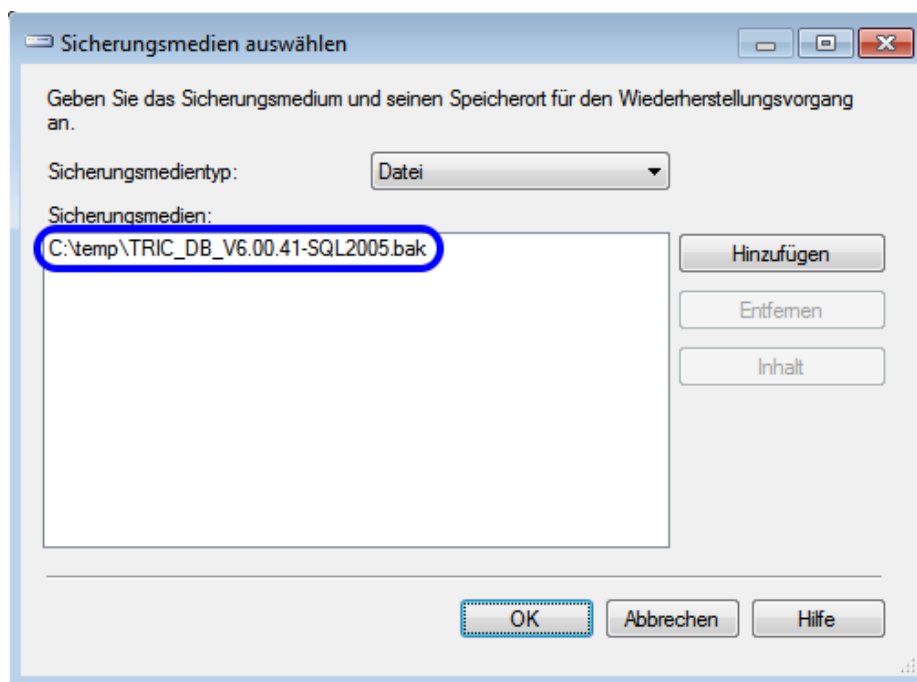 Sicherungsmedien auswählen
Geben Sie das Sicherungsmedium und seinen Speicherort für den Wiederherstellungsvorgang
an.
Sicherungsmedientyp:
Datei
Sicherungsmedien:
C:\temp\TRIC_DB_V6.00.41-SQL2005.bak
Hinzufügen
Entfernen
Inhalt
OK
Abbrechen
Hilfe